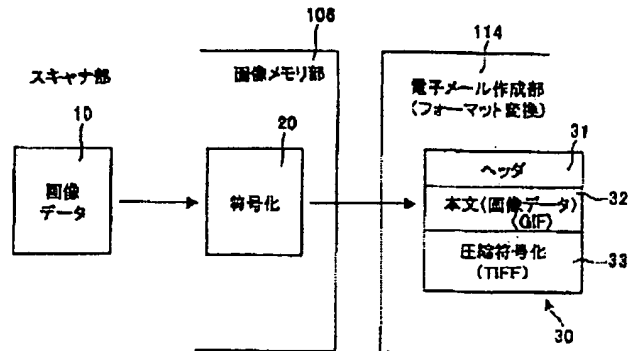 106
114
スキャナ部
画像メモリ部
電子メール作成部
(フォーマット変換)
10
20
31
画像
データ
符号化
ヘッダ
32
本文(画像データ)
(GIF)
圧縮符号化
(TIFF)
33
30